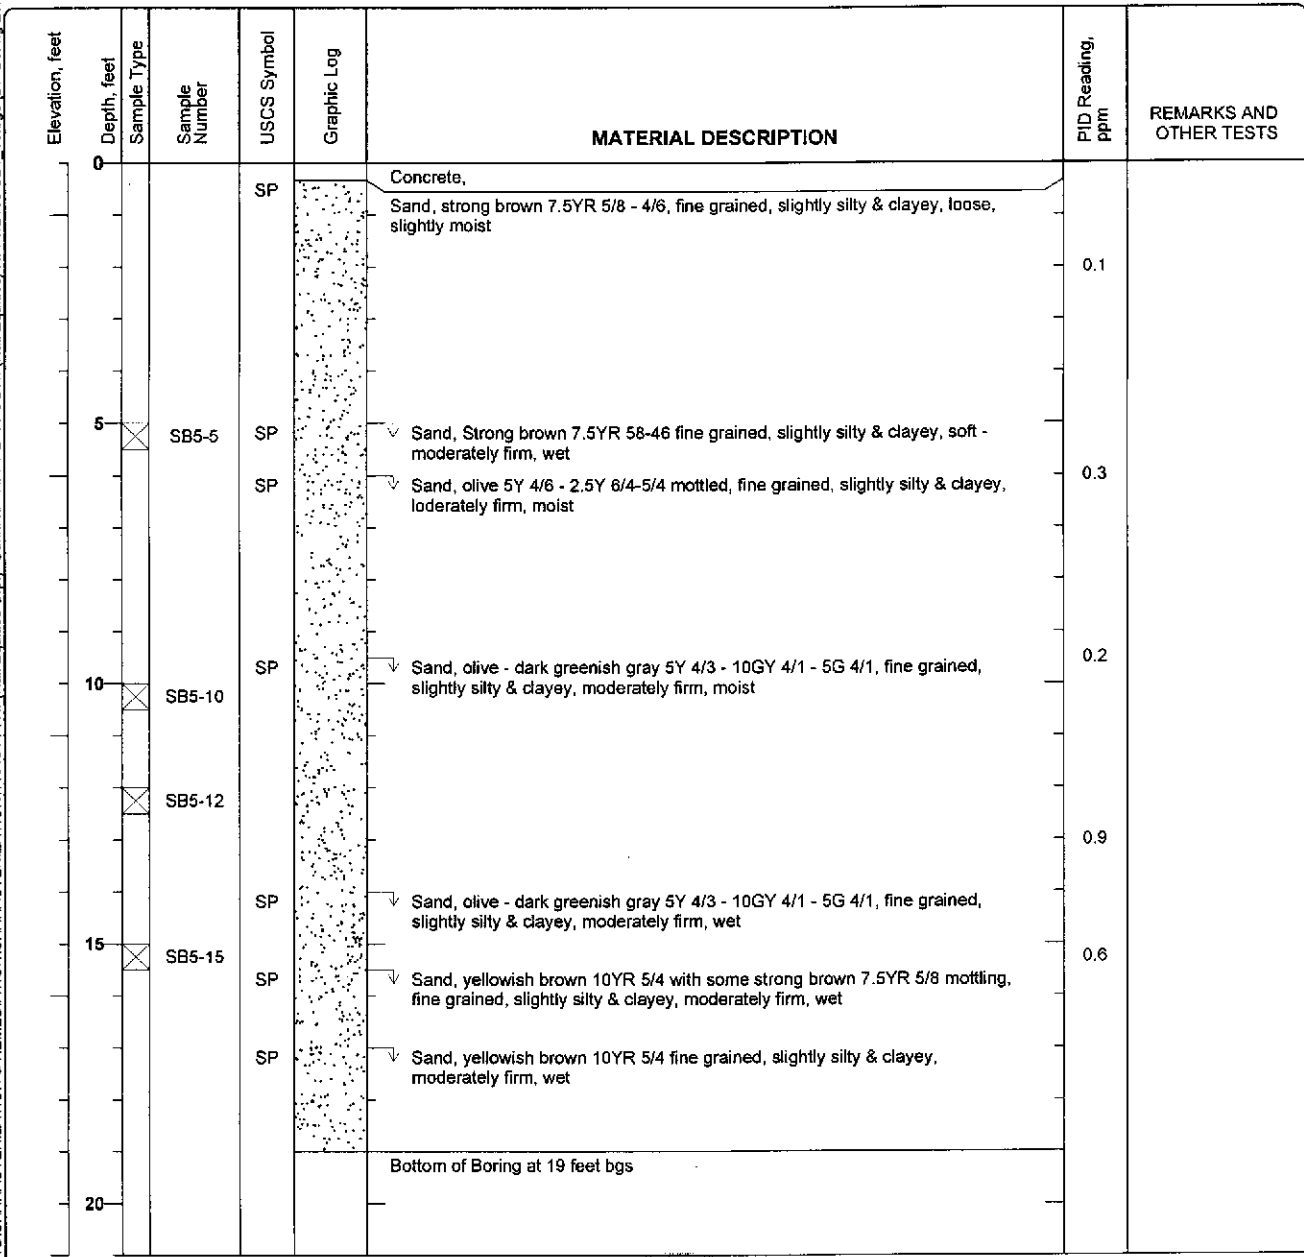 Elevation, feet
Depth, feet
Sample Type
Sample Number
USCS Symbol
Graphic Log
MATERIAL DESCRIPTION
PID Reading, ppm
REMARKS AND
OTHER TESTS
0
SP
Concrete,
Sand, strong brown 7.5YR 5/8 - 4/6, fine grained, slightly silty & clayey, loose,
slightly moist
0.1
5
SB5-5
SP
Sand, Strong brown 7.5YR 58-46 fine grained, slightly silty & clayey, soft -
moderately firm, wet
SP
Sand, olive 5Y 4/6 - 2.5Y 6/4-5/4 mottled, fine grained, slightly silty & clayey,
loderately firm, moist
0.3
SP
Sand, olive - dark greenish gray 5Y 4/3 - 10GY 4/1 - 5G 4/1, fine grained,
slightly silty & clayey, moderately firm, moist
0.2
10
SB5-10
SB5-12
0.9
SP
Sand, olive - dark greenish gray 5Y 4/3 - 10GY 4/1 - 5G 4/1, fine grained,
slightly silty & clayey, moderately firm, wet
15
SB5-15
0.6
SP
Sand, yellowish brown 10YR 5/4 with some strong brown 7.5YR 5/8 mottling,
fine grained, slightly silty & clayey, moderately firm, wet
SP
Sand, yellowish brown 10YR 5/4 fine grained, slightly silty & clayey,
moderately firm, wet
Bottom of Boring at 19 feet bgs
20